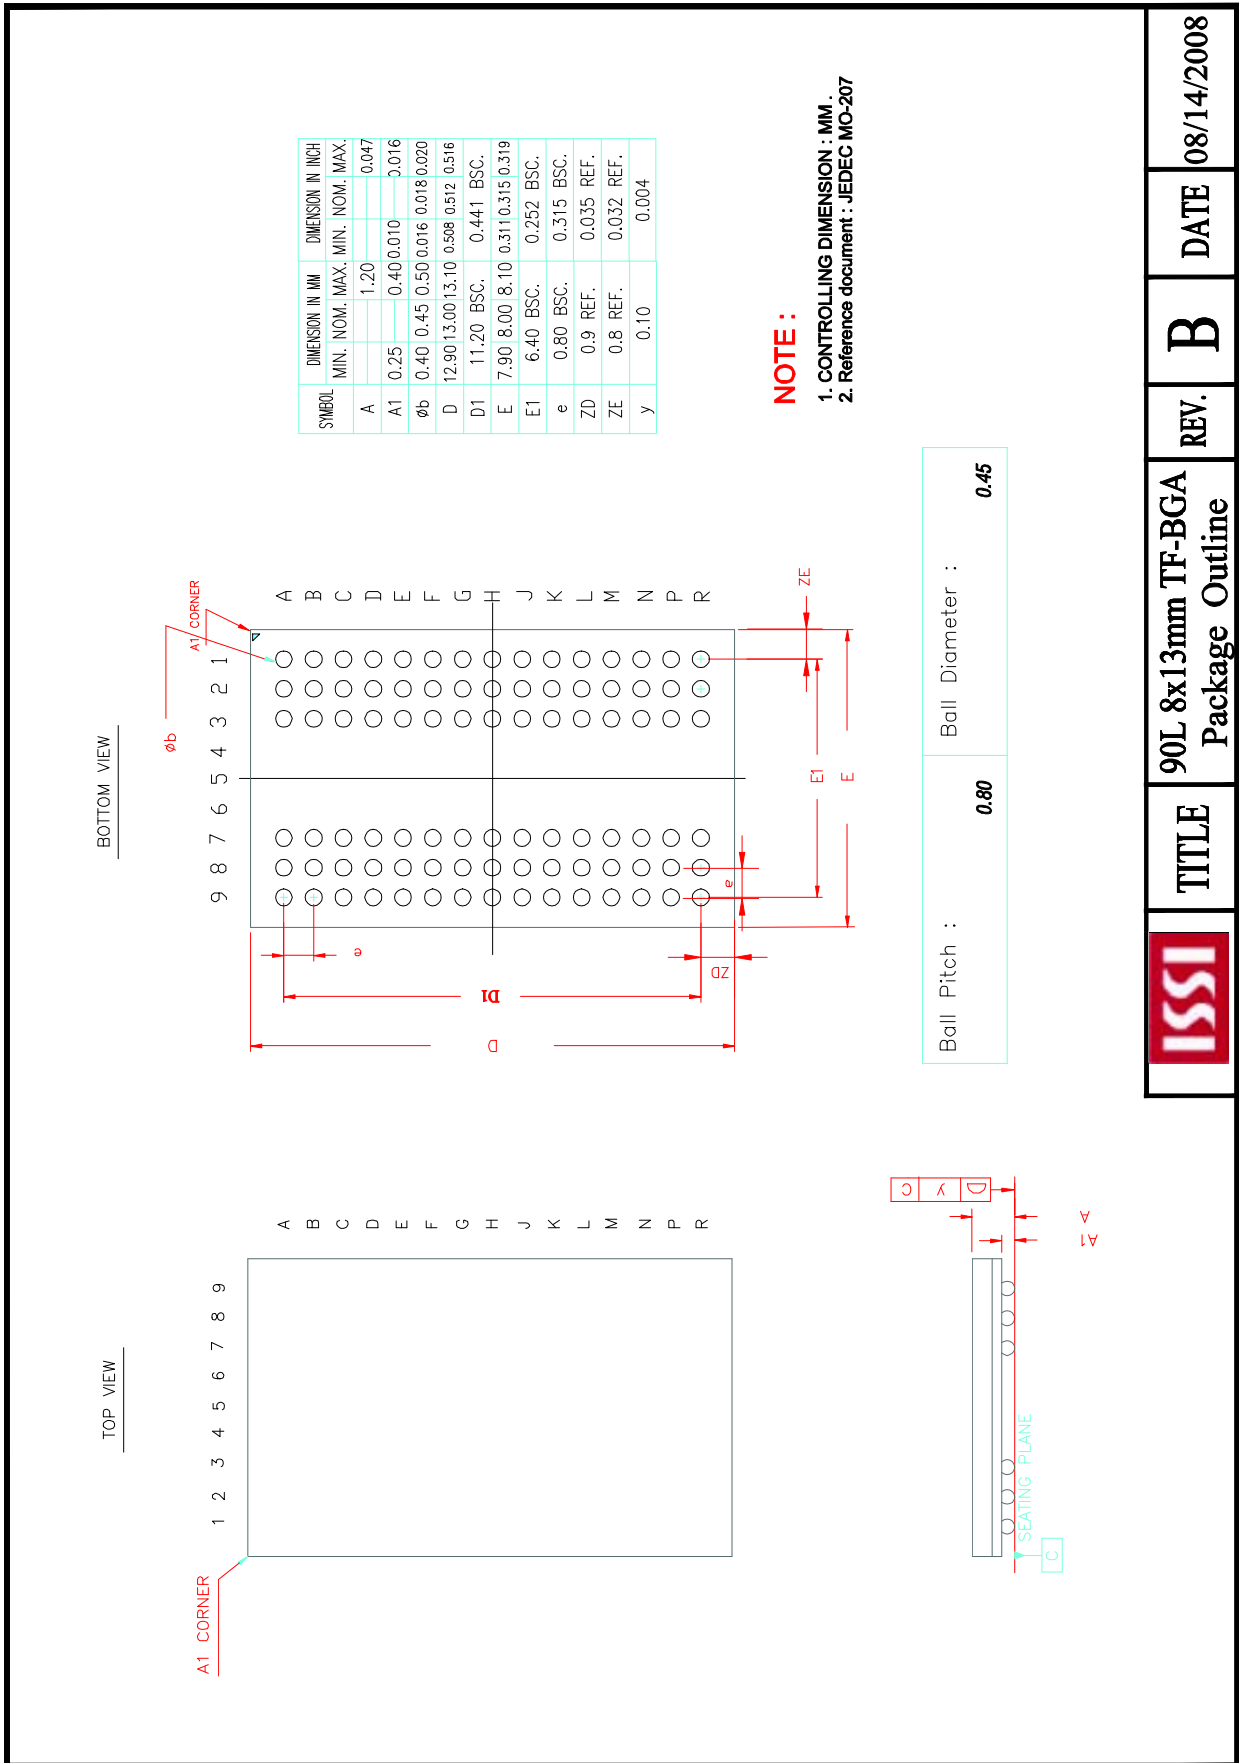 TOP VIEW
A1 CORNER
1 2 3 4 5 6 7 8 9
A
B
C
D
E
F
G
H
J
K
L
M
N
P
R
BOTTOM VIEW
øb
A1 CORNER
9 8 7 6 5 4 3 2 1
A
B
C
D
E
F
G
H
J
K
L
M
N
P
R
e
D1
D
ZD
e
E1
E
ZE
SYMBOL DIMENSION IN MM DIMENSION IN INCH
MIN. NOM. MAX. MIN. NOM. MAX.
A 1.20 0.047
A1 0.25 0.40 0.010 0.016
øb 0.40 0.45 0.50 0.016 0.018 0.020
D 12.90 13.00 13.10 0.508 0.512 0.516
D1 11.20 BSC. 0.441 BSC.
E 7.90 8.00 8.10 0.311 0.315 0.319
E1 6.40 BSC. 0.252 BSC.
e 0.80 BSC. 0.315 BSC.
ZD 0.9 REF. 0.035 REF.
ZE 0.8 REF. 0.032 REF.
y 0.10 0.004
NOTE :
1. CONTROLLING DIMENSION : MM .
2. Reference document : JEDEC MO-207
Ball Pitch : 0.80
Ball Diameter : 0.45
SEATING PLANE
C
C y
A
A1
ISSI
TITLE
90L 8x13mm TF-BGA
Package Outline
REV.
B
DATE
08/14/2008